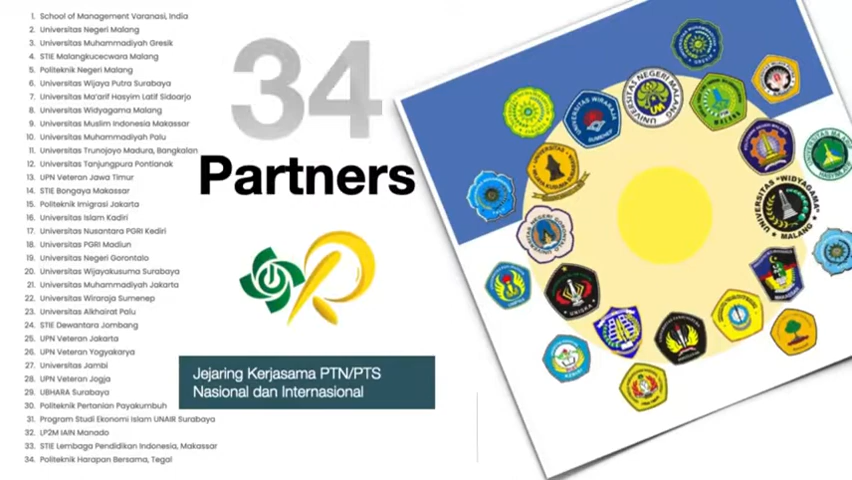 1. School of Management Varanasi, India
2. Universitas Negeri Malang
3. Universitas Muhammadiyah Gresik
4. STIE Malangkucecwara Malang
5. Politeknik Negeri Malang
6. Universitas Wijaya Putra Surabaya
7. Universitas Ma'arif Hasyim Latif Sidoarjo
8. Universitas Widyagama Malang
9. Universitas Muslim Indonesia Makassar
10. Universitas Muhammadiyah Palu
11. Universitas Trunojoyo Madura, Bangkalan
12. Universitas Tanjungpura Pontianak
13. UPN Veteran Jawa Timur
14. STIE Bongaya Makassar
15. Politeknik Imigrasi Jakarta
16. Universitas Islam Kadiri
17. Universitas Nusantara PGRI Kediri
18. Universitas PGRI Madiun
19. Universitas Negeri Gorontalo
20. Universitas Wijayakusuma Surabaya
21. Universitas Muhammadiyah Jakarta
22. Universitas Wiraraja Sumenep
23. Universitas Alkhairat Palu
24. STIE Dewantara Jombang
25. UPN Veteran Jakarta
26. UPN Veteran Yogyakarya
27. Universitas Jambi
28. UPN Veteran Jogja
29. UBHARA Surabaya
30. Politeknik Pertanian Payakumbuh
31. Program Studi Ekonomi Islam UNAIR Surabaya
32. LP2M IAIN Manado
33. STIE Lembaga Pendidikan Indonesia, Makassar
34. Politeknik Harapan Bersama, Tegal
34
Partners
Jejaring Kerjasama PTN/PTS
Nasional dan Internasional
UNIVERSITAS NEGERI MALANG
UNIVERSITAS WIRARAJA
SUMENEP
UNIVERSITAS NEGERI GORONTALO
UNIVERSITAS "WIDYAGAMA"
MALANG
UNISKA
KEDIRI